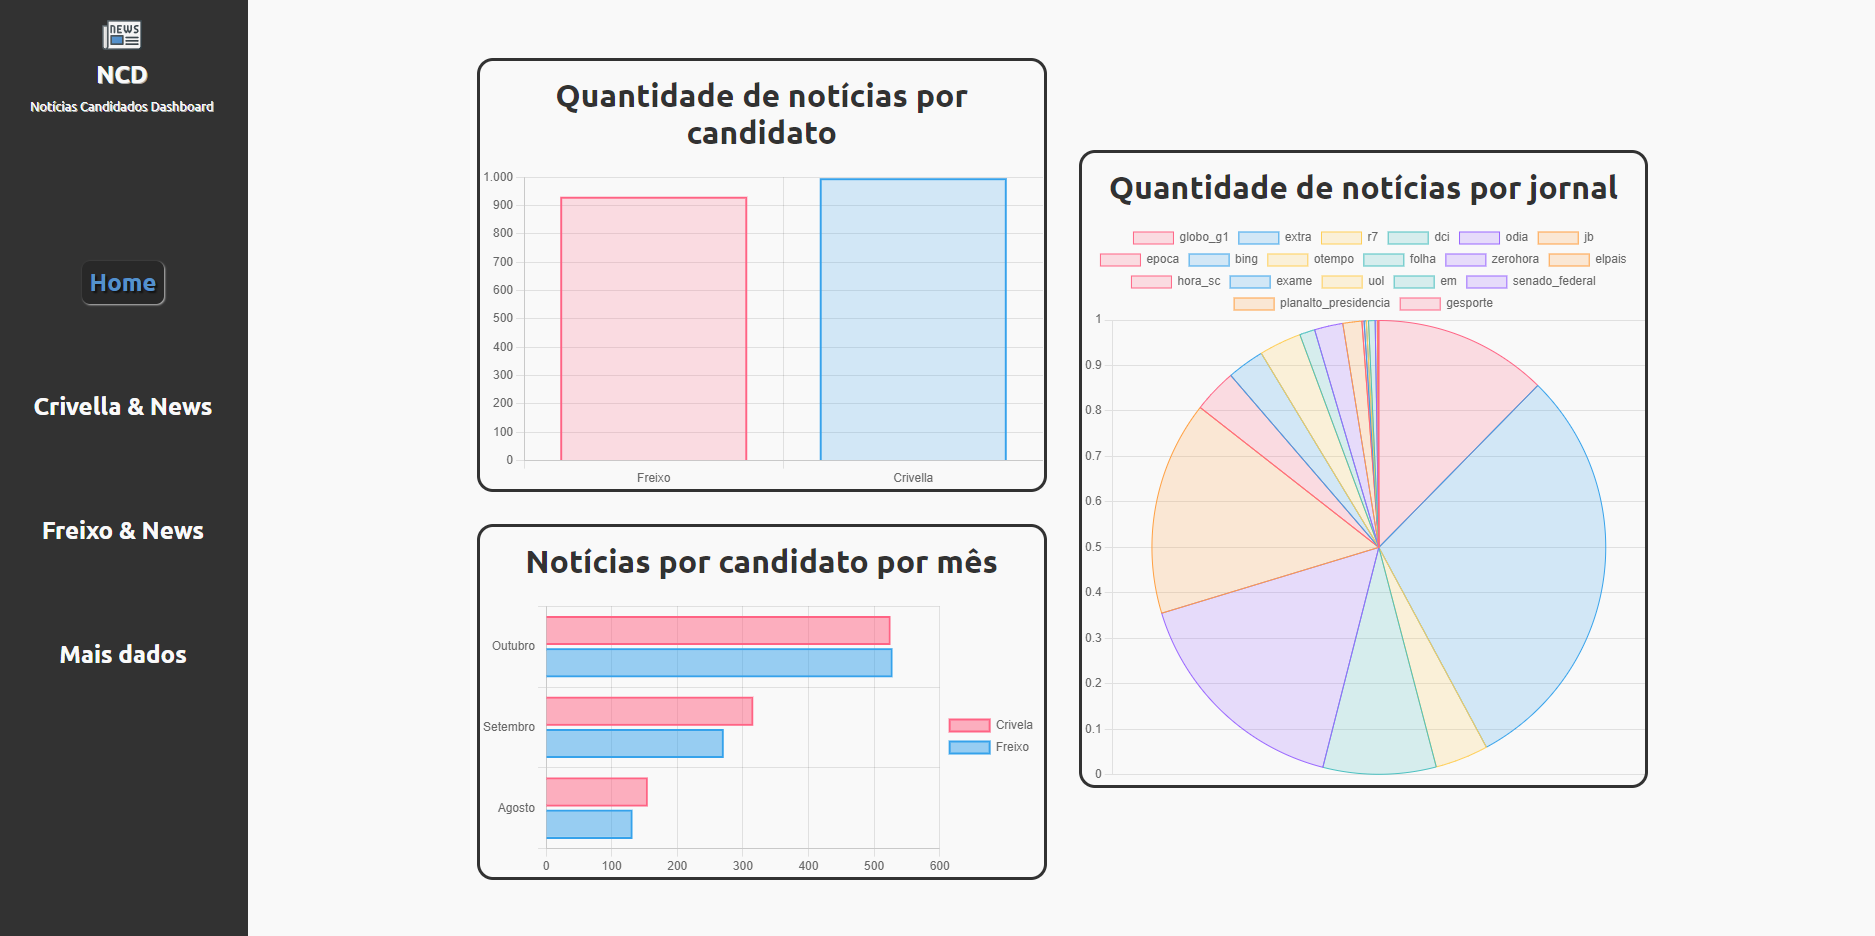 NEWS
NCD
Notícias Candidados Dashboard
Home
Crivella & News
Freixo & News
Mais dados
Quantidade de notícias por
candidato
1.000
900
800
700
600
500
400
300
200
100
0
Freixo Crivella
Notícias por candidato por mês
Outubro
Setembro
Agosto
0 100 200 300 400 500 600
Crivela
Freixo
Quantidade de notícias por jornal
globo_g1 extra r7 dci odia jb
epoca bing otempo folha zerohora elpais
hora_sc exame uol em senado_federal
planalto_presidencia gesporte
1
0.9
0.8
0.7
0.6
0.5
0.4
0.3
0.2
0.1
0